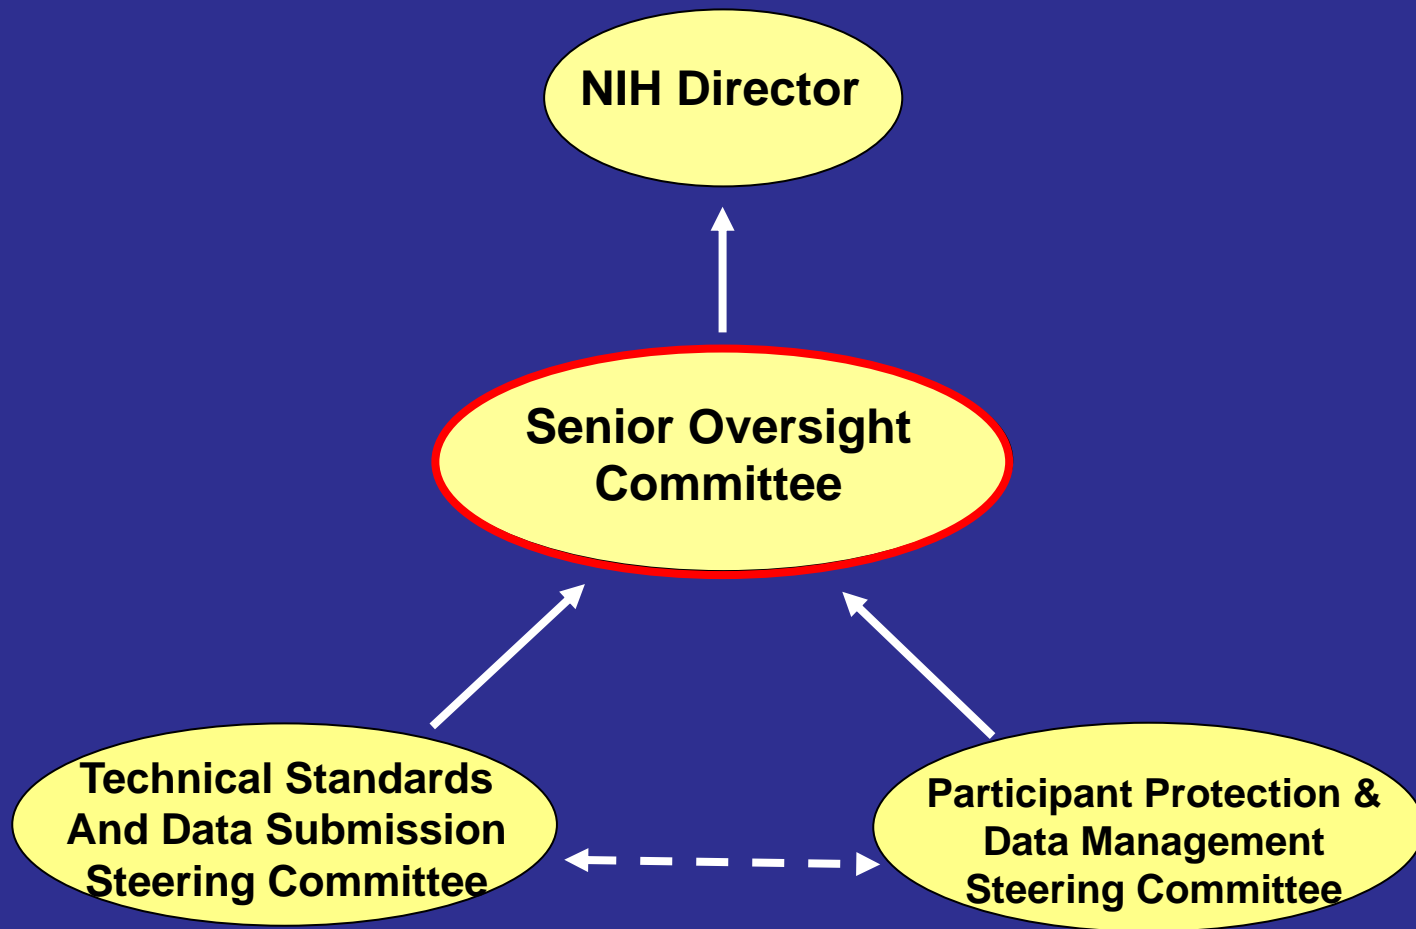 NIH Director
Senior Oversight
Committee
Technical Standards
And Data Submission
Steering Committee
Participant Protection &
Data Management
Steering Committee